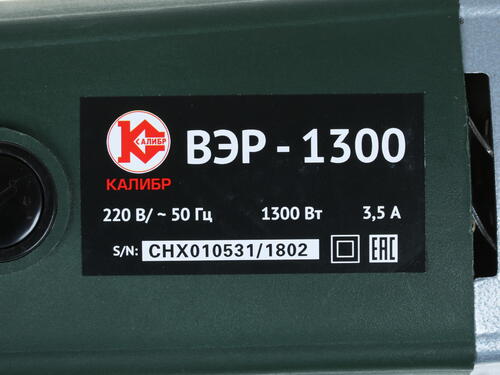 КАЛИБР
КАЛИБР
ВЭР - 1300
220 В/ ~ 50 Гц 1300 Вт 3,5 А
S/N: CHX010531/1802 EAC